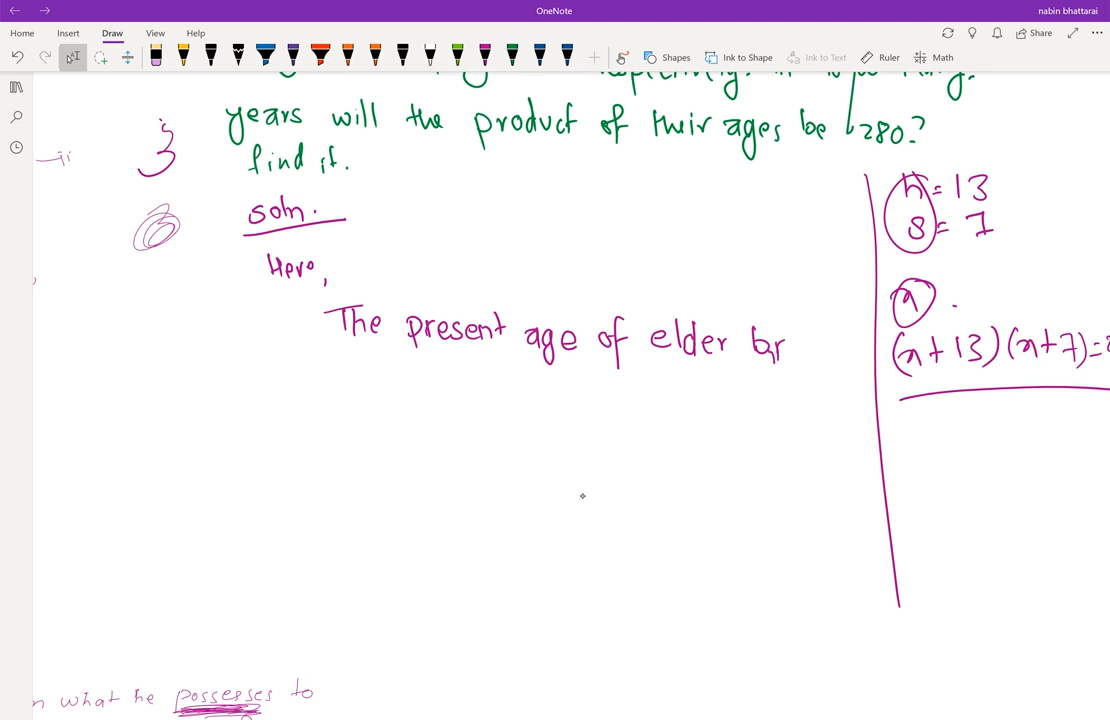 OneNote
nabin bhattarai
Home Insert Draw View Help
Share
Shapes Ink to Shape Ink to Text Ruler Math
years will the product of their ages be 280?
find it.
3
soln.
Here,
The present age of elder br
= 13
s = 7
(x+13)(x+7)=
n what he possesses to